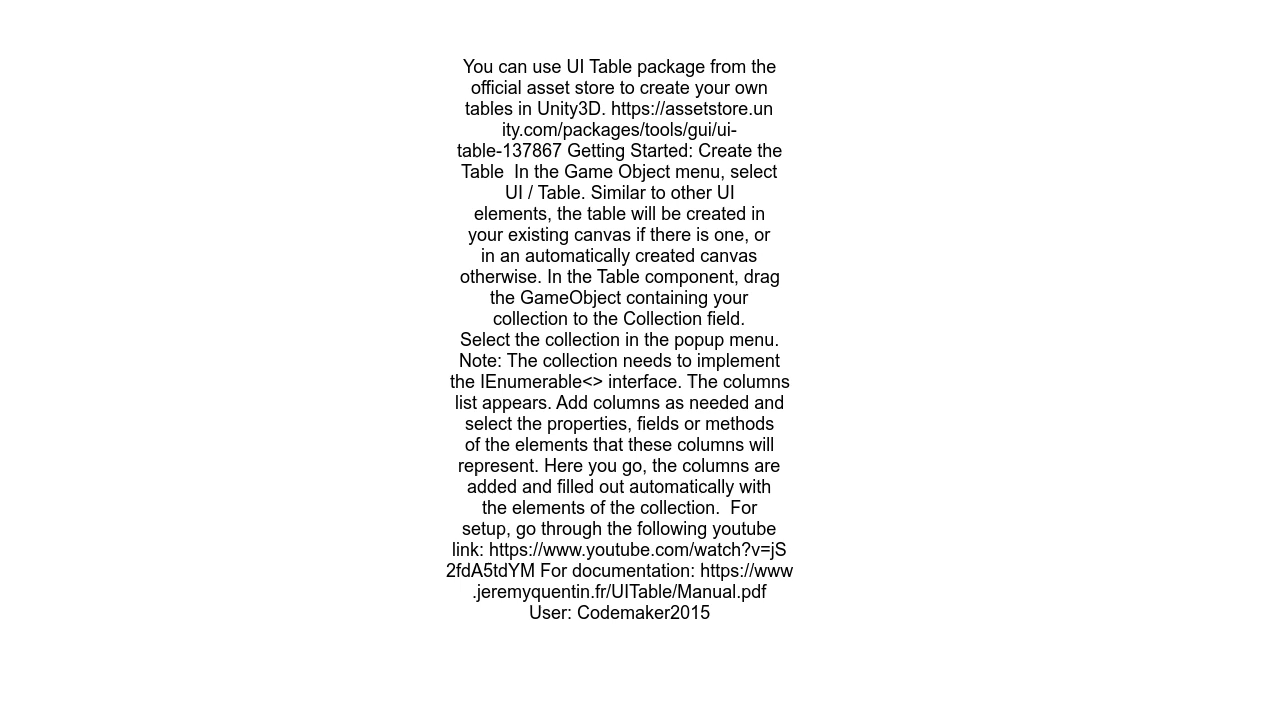 You can use UI Table package from the
official asset store to create your own
tables in Unity3D. https://assetstore.un
ity.com/packages/tools/gui/ui-
table-137867 Getting Started: Create the
Table  In the Game Object menu, select
UI / Table. Similar to other UI
elements, the table will be created in
your existing canvas if there is one, or
in an automatically created canvas
otherwise. In the Table component, drag
the GameObject containing your
collection to the Collection field.
Select the collection in the popup menu.
Note: The collection needs to implement
the IEnumerable<> interface. The columns
list appears. Add columns as needed and
select the properties, fields or methods
of the elements that these columns will
represent. Here you go, the columns are
added and filled out automatically with
the elements of the collection.  For
setup, go through the following youtube
link: https://www.youtube.com/watch?v=jS
2fdA5tdYM For documentation: https://www
.jeremyquentin.fr/UITable/Manual.pdf
User: Codemaker2015